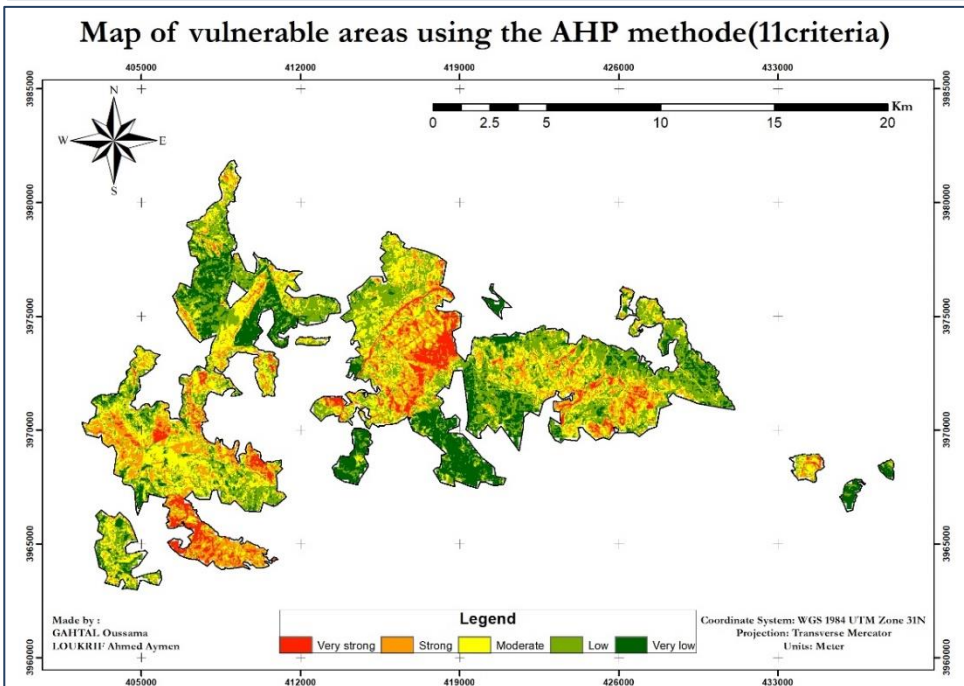 Map of vulnerable areas using the AHP methode(11criteria)
405000 412000 419000 426000 433000
3985000 3985000
N
W E
S
Km
0 2.5 5 10 15 20
3980000 3980000
3975000 3975000
3970000 3970000
3965000 3965000
3960000 3960000
Made by :
GAHTAL Oussama
LOUKRIF Ahmed Aymen
Legend
Very strong Strong Moderate Low Very low
Coordinate System: WGS 1984 UTM Zone 31N
Projection: Transverse Mercator
Units: Meter
405000 412000 419000 426000 433000